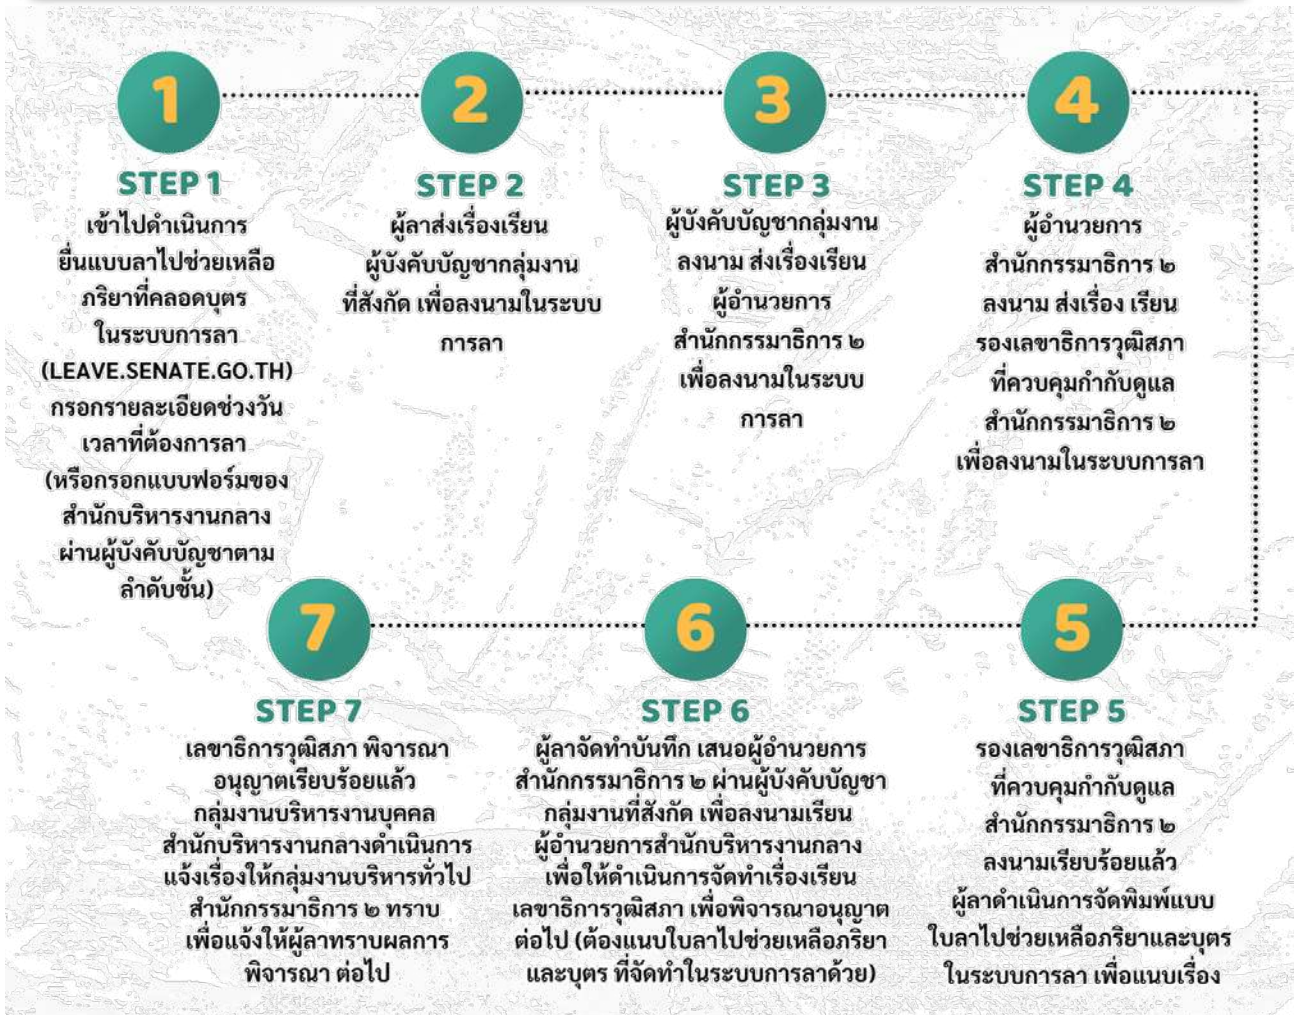 1
STEP 1
เข้าไปดำเนินการ
ยื่นแบบลาไปช่วยเหลือ
ภริยาที่คลอดบุตร
ในระบบการลา
(LEAVE.SENATE.GO.TH)
กรอกรายละเอียดช่วงวัน
เวลาที่ต้องการลา
(หรือกรอกแบบฟอร์มของ
สำนักบริหารงานกลาง
ผ่านผู้บังคับบัญชาตาม
ลำดับชั้น)
2
STEP 2
ผู้ลาส่งเรื่องเรียน
ผู้บังคับบัญชากลุ่มงาน
ที่สังกัด เพื่อลงนามในระบบ
การลา
3
STEP 3
ผู้บังคับบัญชากลุ่มงาน
ลงนาม ส่งเรื่องเรียน
ผู้อำนวยการ
สำนักกรรมาธิการ ๒
เพื่อลงนามในระบบ
การลา
4
STEP 4
ผู้อำนวยการ
สำนักกรรมาธิการ ๒
ลงนาม ส่งเรื่อง เรียน
รองเลขาธิการวุฒิสภา
ที่ควบคุมกำกับดูแล
สำนักกรรมาธิการ ๒
เพื่อลงนามในระบบการลา
5
STEP 5
รองเลขาธิการวุฒิสภา
ที่ควบคุมกำกับดูแล
สำนักกรรมาธิการ ๒
ลงนามเรียบร้อยแล้ว
ผู้ลาดำเนินการจัดพิมพ์แบบ
ใบลาไปช่วยเหลือภริยาและบุตร
ในระบบการลา เพื่อแนบเรื่อง
6
STEP 6
ผู้ลาจัดทำบันทึก เสนอผู้อำนวยการ
สำนักกรรมาธิการ ๒ ผ่านผู้บังคับบัญชา
กลุ่มงานที่สังกัด เพื่อลงนามเรียน
ผู้อำนวยการสำนักบริหารงานกลาง
เพื่อให้ดำเนินการจัดทำเรื่องเรียน
เลขาธิการวุฒิสภา เพื่อพิจารณาอนุญาต
ต่อไป (ต้องแนบใบลาไปช่วยเหลือภริยา
และบุตร ที่จัดทำในระบบการลาด้วย)
7
STEP 7
เลขาธิการวุฒิสภา พิจารณา
อนุญาตเรียบร้อยแล้ว
กลุ่มงานบริหารงานบุคคล
สำนักบริหารงานกลางดำเนินการ
แจ้งเรื่องให้กลุ่มงานบริหารทั่วไป
สำนักกรรมาธิการ ๒ ทราบ
เพื่อแจ้งให้ผู้ลาทราบผลการ
พิจารณา ต่อไป